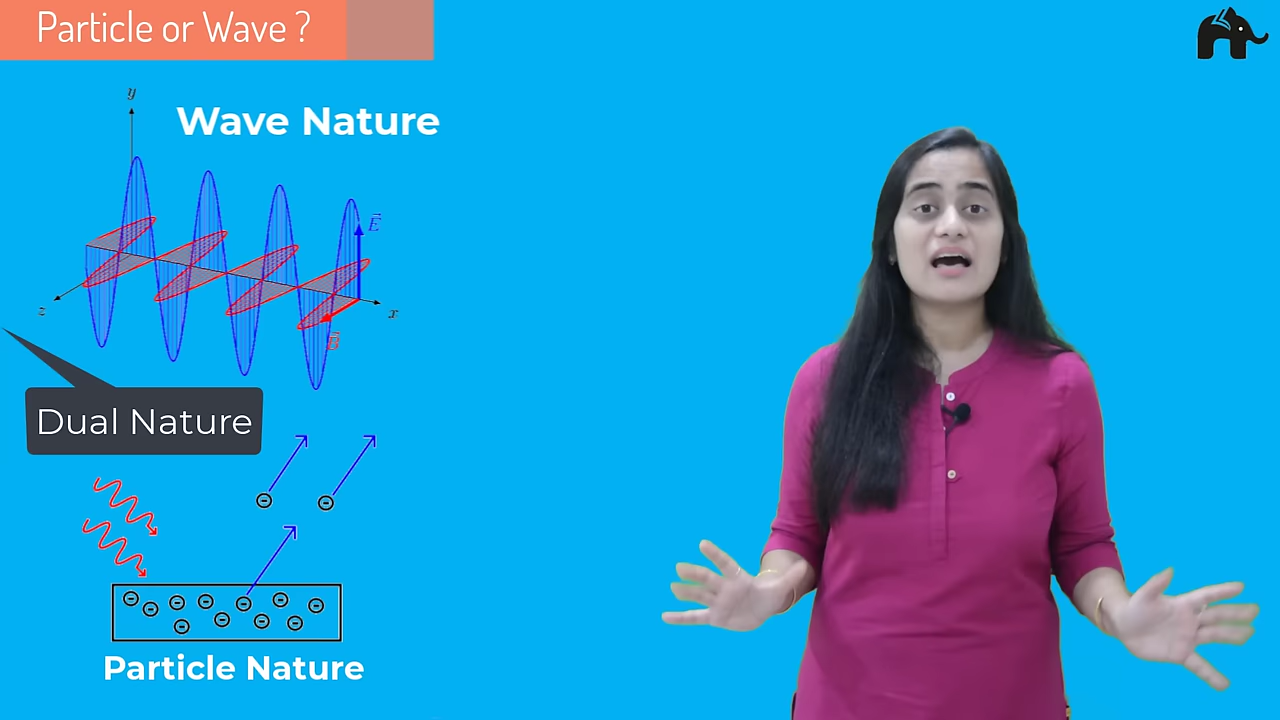 Particle or Wave ?
Wave Nature
y
E
z
x
B
Dual Nature
Particle Nature